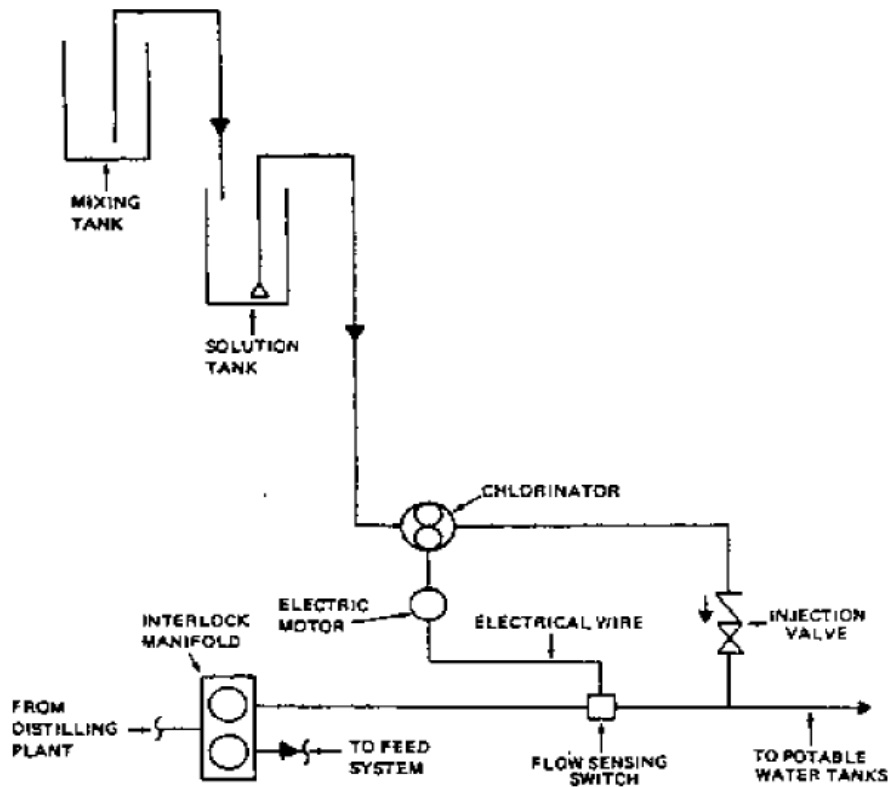 MIXING
TANK
SOLUTION
TANK
CHLORINATOR
ELECTRIC
MOTOR
ELECTRICAL WIRE
INJECTION
VALVE
INTERLOCK
MANIFOLD
FROM
DISTILLING
PLANT
TO FEED
SYSTEM
FLOW SENSING
SWITCH
TO POTABLE
WATER TANKS